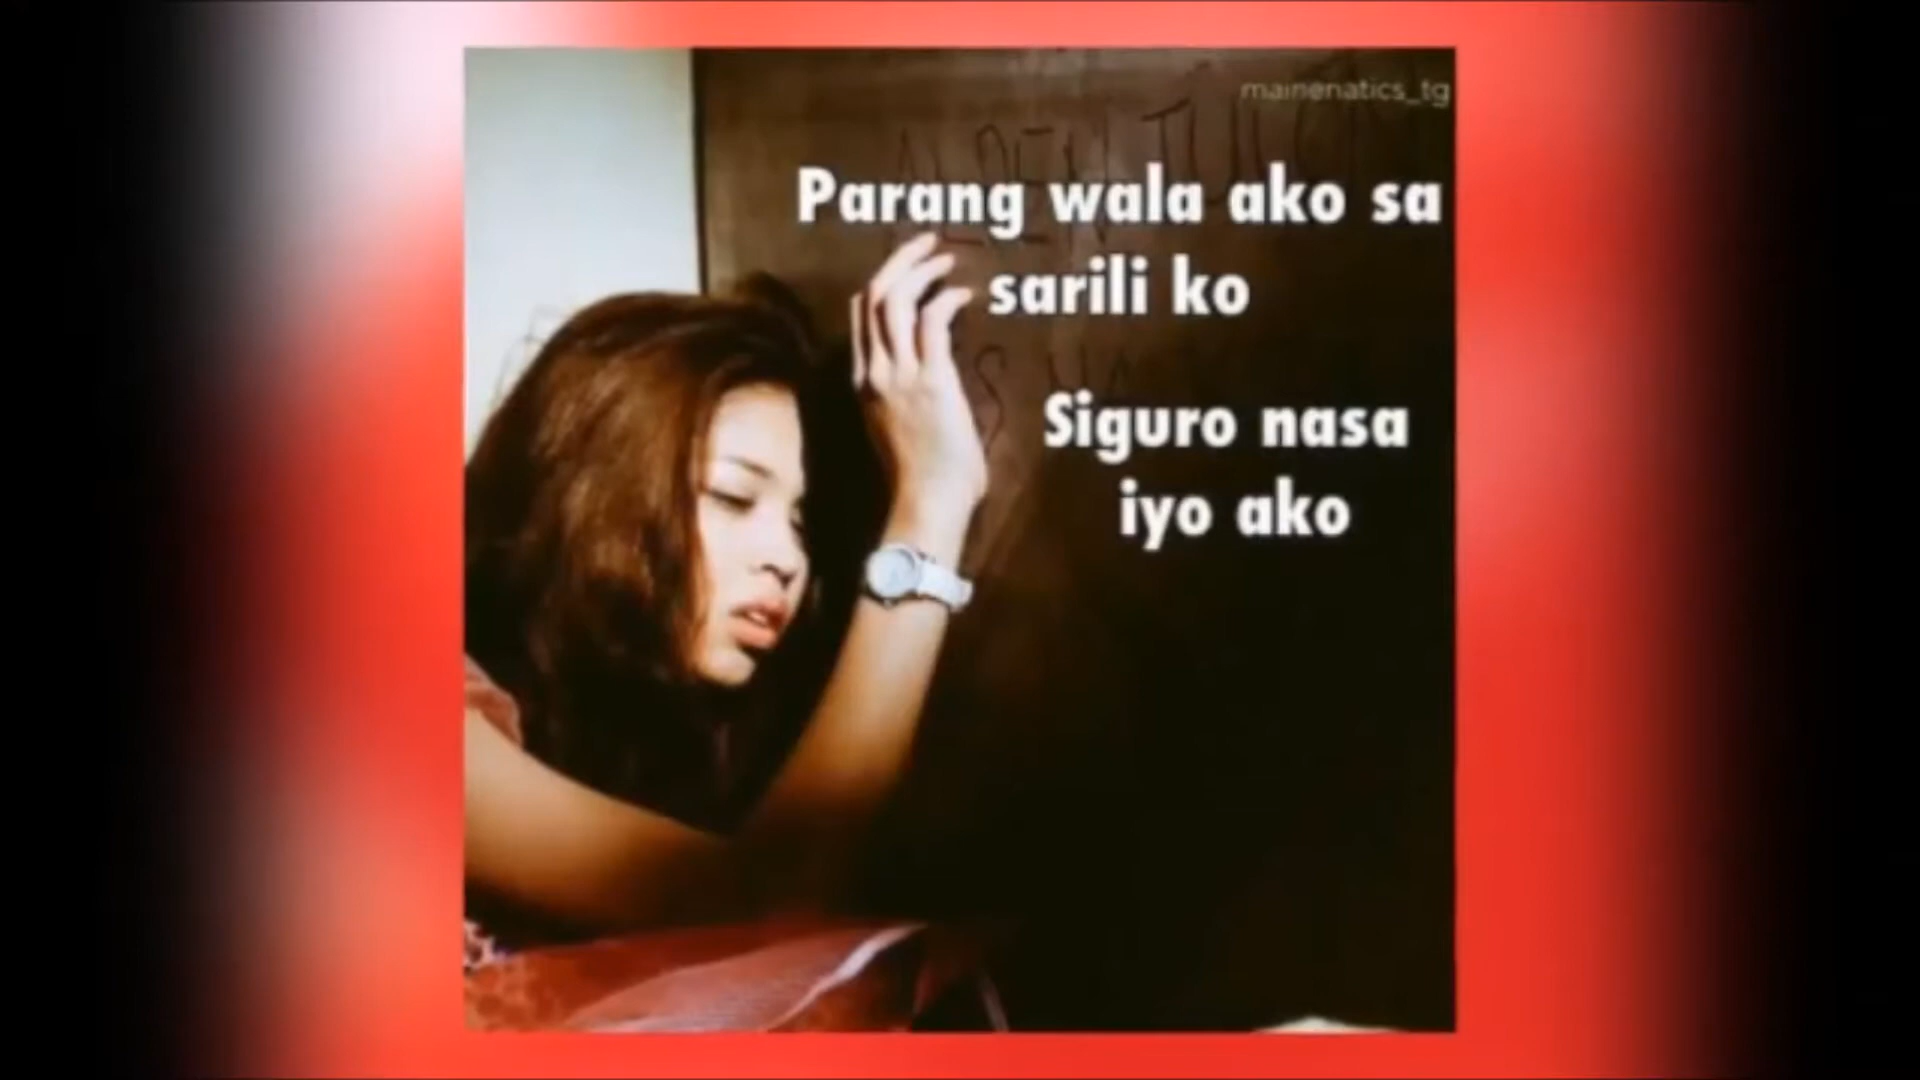 mainenatics_tg
Parang wala ako sa
sarili ko
Siguro nasa
iyo ako